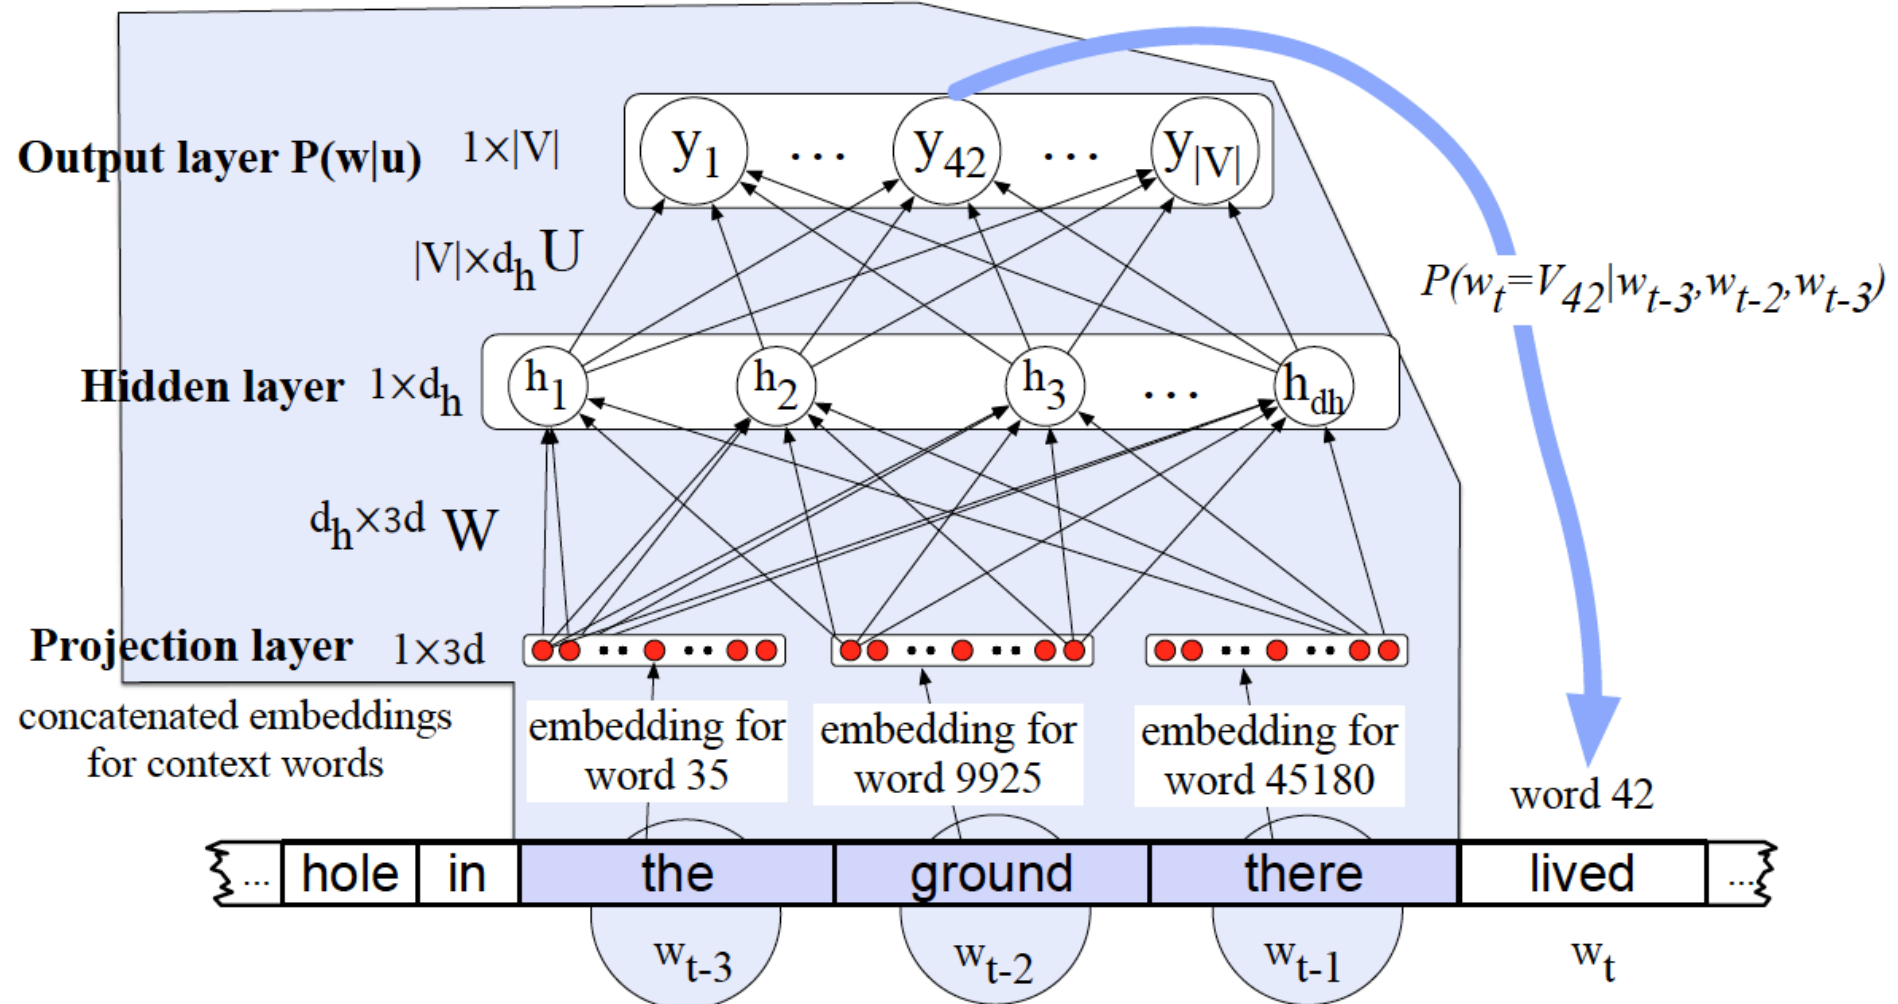 Output layer P(w|u) 1×|V|
y1 ... y42 ... y|V|
|V|×dh U
P(wt=V42|wt-3,wt-2,wt-3)
Hidden layer 1×dh
h1 h2 h3 ... hdh
dh×3d W
Projection layer 1×3d
concatenated embeddings
for context words
embedding for
word 35
embedding for
word 9925
embedding for
word 45180
word 42
... hole in the ground there lived ...
wt-3 wt-2 wt-1 wt